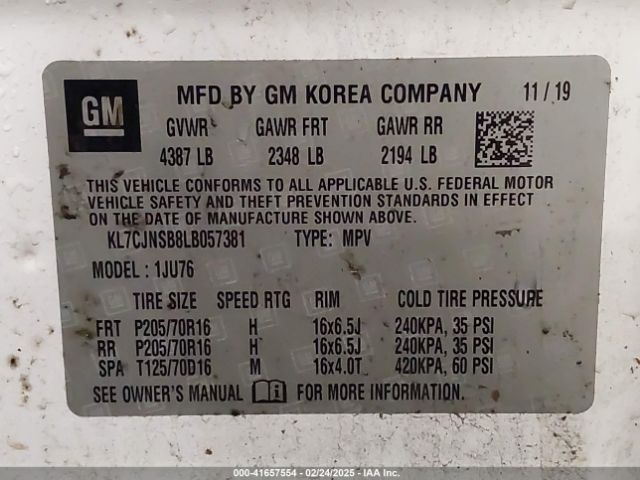 GM
MFD BY GM KOREA COMPANY 11 / 19
GVWR GAWR FRT GAWR RR
4387 LB 2348 LB 2194 LB
THIS VEHICLE CONFORMS TO ALL APPLICABLE U.S. FEDERAL MOTOR
VEHICLE SAFETY AND THEFT PREVENTION STANDARDS IN EFFECT
ON THE DATE OF MANUFACTURE SHOWN ABOVE.
KL7CJNSB8LB057381 TYPE: MPV
MODEL : 1JU76
TIRE SIZE SPEED RTG RIM COLD TIRE PRESSURE
FRT P205/70R16 H 16x6.5J 240KPA, 35 PSI
RR P205/70R16 H 16x6.5J 240KPA, 35 PSI
SPA T125/70D16 M 16x4.0T 420KPA, 60 PSI
SEE OWNER'S MANUAL FOR MORE INFORMATION.
000-41657554 - 02/24/2025 - IAA Inc.